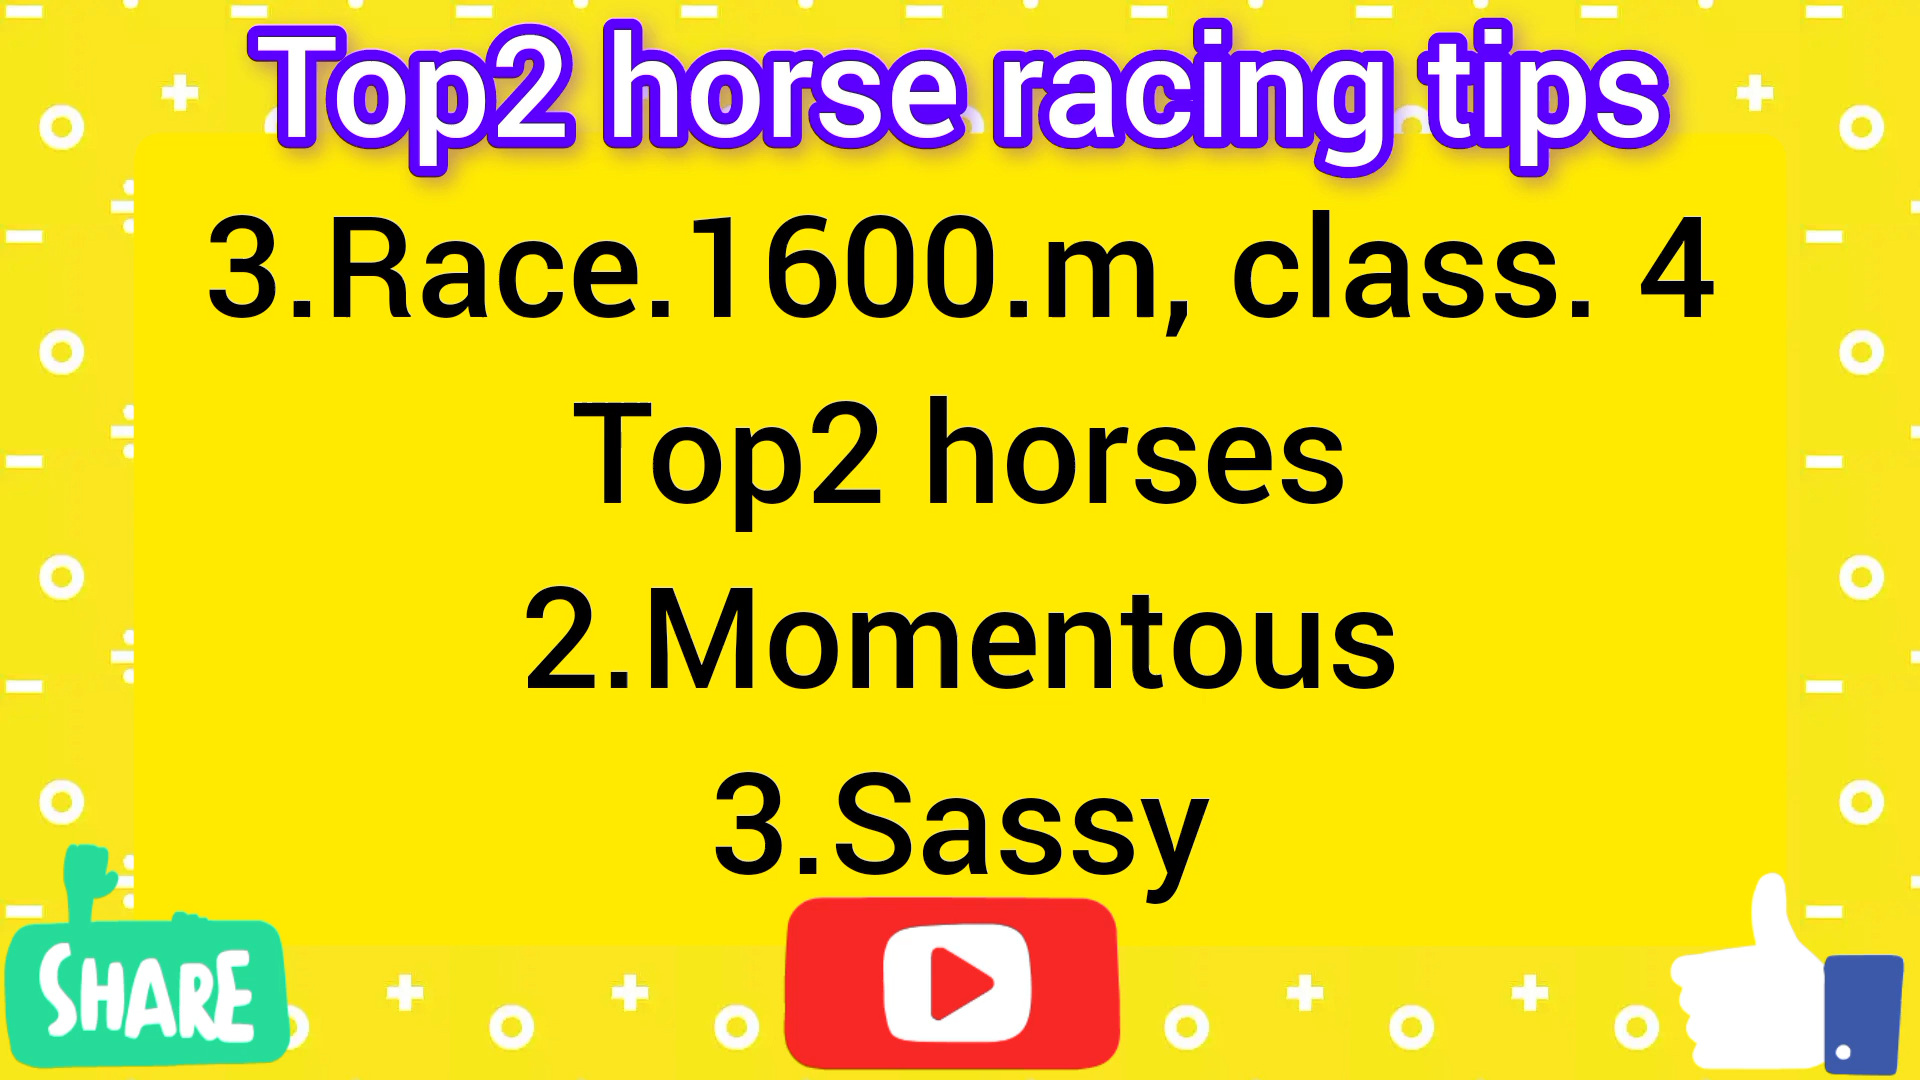 Top2 horse racing tips
3.Race.1600.m, class. 4
Top2 horses
2.Momentous
3.Sassy
SHARE